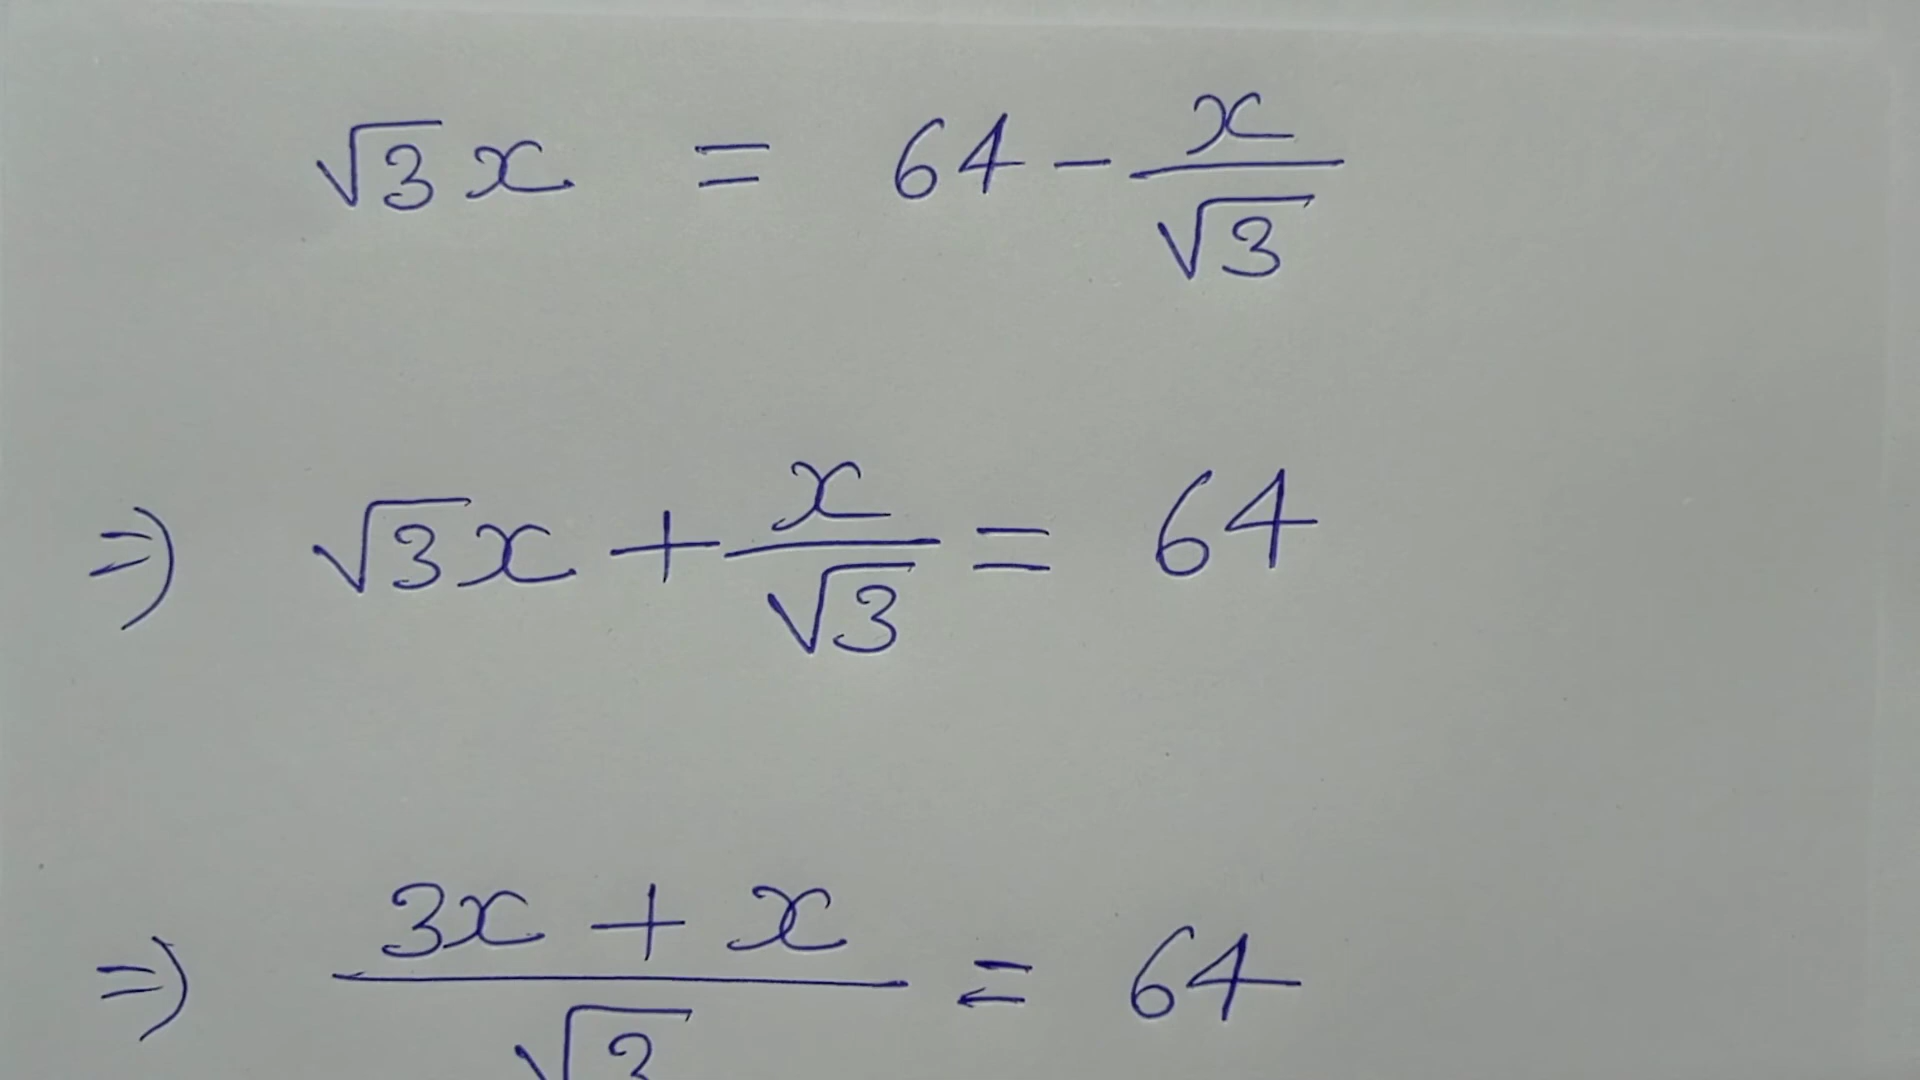 √3x = 64 - x/√3
⇒ √3x + x/√3 = 64
⇒ (3x + x)/√3 = 64